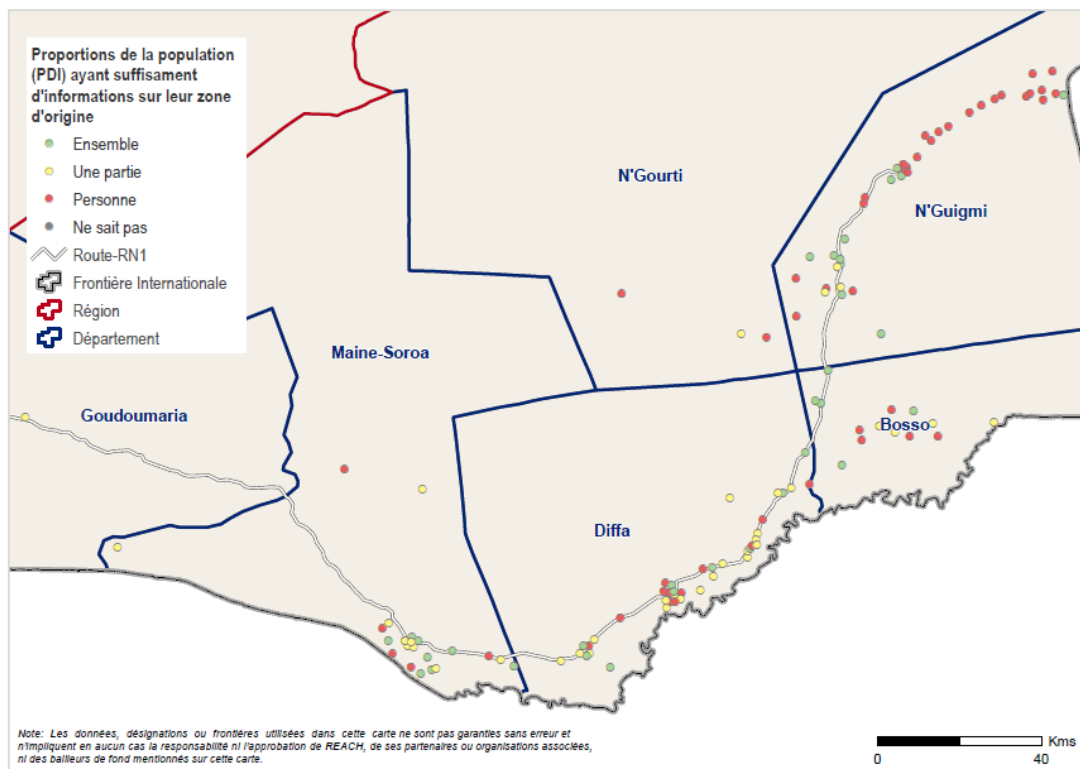 Proportions de la population
(PDI) ayant suffisament
d'informations sur leur zone
d'origine
Ensemble
Une partie
Personne
Ne sait pas
Route-RN1
Frontière Internationale
Région
Département
N'Gourti
N'Guigmi
Maine-Soroa
Goudoumaria
Bosso
Diffa
Note: Les données, désignations ou frontières utilisées dans cette carte ne sont pas garanties sans erreur et
n'impliquent en aucun cas la responsabilité ni l'approbation de REACH, de ses partenaires ou organisations associées,
ni des bailleurs de fond mentionnés sur cette carte.
Kms
0 40